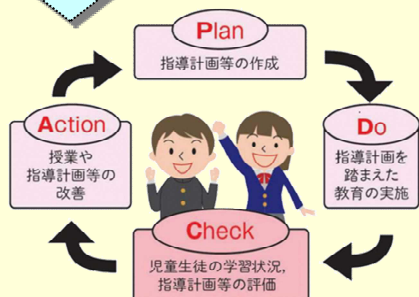 Plan
指導計画等の作成
Do
指導計画を
踏まえた
教育の実施
Check
児童生徒の学習状況,
指導計画等の評価
Action
授業や
指導計画等の
改善